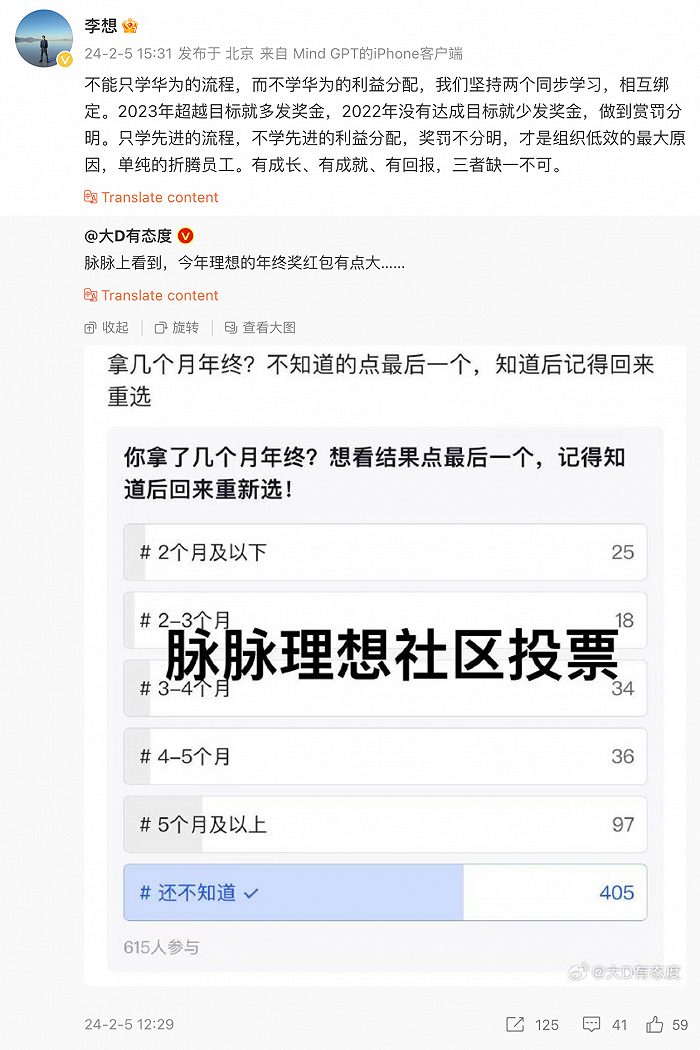 李想
24-2-5 15:31 发布于 北京 来自 Mind GPT的iPhone客户端
不能只学华为的流程，而不学华为的利益分配，我们坚持两个同步学习，相互绑
定。2023年超越目标就多发奖金，2022年没有达成目标就少发奖金，做到赏罚分
明。只学先进的流程，不学先进的利益分配，奖罚不分明，才是组织低效的最大原
因，单纯的折腾员工。有成长、有成就、有回报，三者缺一不可。
Translate content
@大D有态度
脉脉上看到，今年理想的年终奖红包有点大......
Translate content
收起 旋转 查看大图
拿几个月年终？不知道的点最后一个，知道后记得回来
重选
你拿了几个月年终？想看结果点最后一个，记得知
道后回来重新选！
# 2个月及以下 25
# 2–3个月 18
脉脉理想社区投票
# 3–4个月 34
# 4–5个月 36
# 5个月及以上 97
# 还不知道 405
615人参与
@大D有态度
24-2-5 12:29 125 41 59